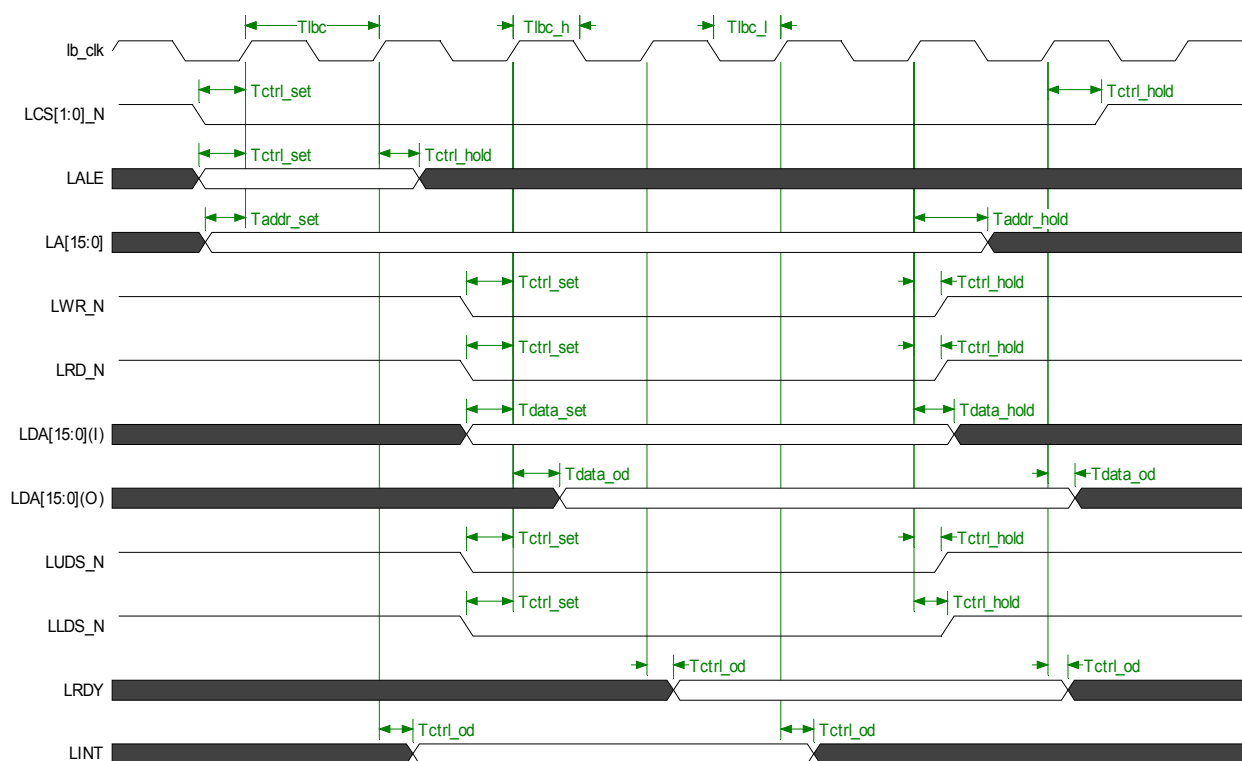 Tlbc Tlbc_h Tlbc_l
lb_clk
Tctrl_set Tctrl_hold
LCS[1:0]_N
Tctrl_set Tctrl_hold
LALE
Taddr_set Taddr_hold
LA[15:0]
Tctrl_set Tctrl_hold
LWR_N
Tctrl_set Tctrl_hold
LRD_N
Tdata_set Tdata_hold
LDA[15:0](I)
Tdata_od Tdata_od
LDA[15:0](O)
Tctrl_set Tctrl_hold
LUDS_N
Tctrl_set Tctrl_hold
LLDS_N
Tctrl_od Tctrl_od
LRDY
Tctrl_od Tctrl_od
LINT